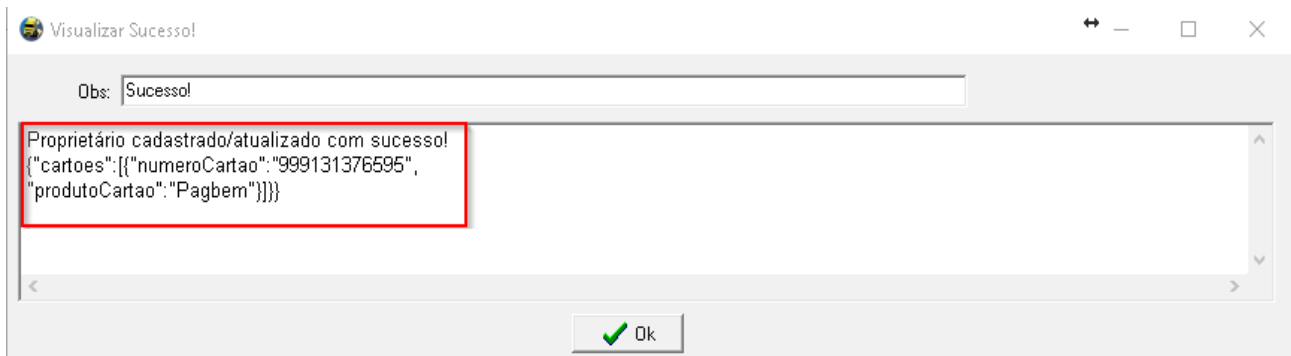 Visualizar Sucesso!
Obs: Sucesso!
Proprietário cadastrado/atualizado com sucesso!
{"cartoes":[{"numeroCartao":"999131376595",
"produtoCartao":"Pagbem"}]}}
Ok